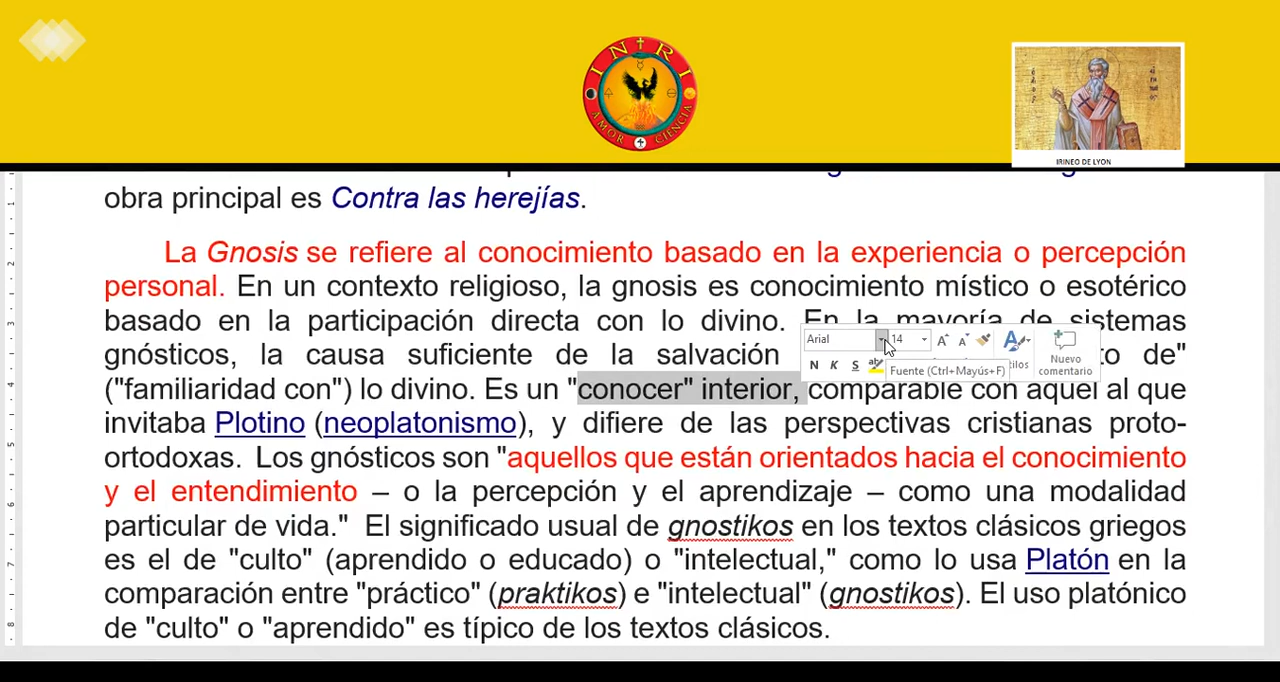 INRI
AMOR CIENCIA
IRINEO DE LYON
obra principal es Contra las herejías.
La Gnosis se refiere al conocimiento basado en la experiencia o percepción
personal. En un contexto religioso, la gnosis es conocimiento místico o esotérico
basado en la participación directa con lo divino. En la mayoría de sistemas
gnósticos, la causa suficiente de la salvación to de"
("familiaridad con") lo divino. Es un "conocer" interior, comparable con aquel al que
invitaba Plotino (neoplatonismo), y difiere de las perspectivas cristianas proto-
ortodoxas. Los gnósticos son "aquellos que están orientados hacia el conocimiento
y el entendimiento – o la percepción y el aprendizaje – como una modalidad
particular de vida." El significado usual de gnostikos en los textos clásicos griegos
es el de "culto" (aprendido o educado) o "intelectual," como lo usa Platón en la
comparación entre "práctico" (praktikos) e "intelectual" (gnostikos). El uso platónico
de "culto" o "aprendido" es típico de los textos clásicos.
Arial 14
N K S abc ilos
Nuevo
comentario
Fuente (Ctrl+Mayús+F)